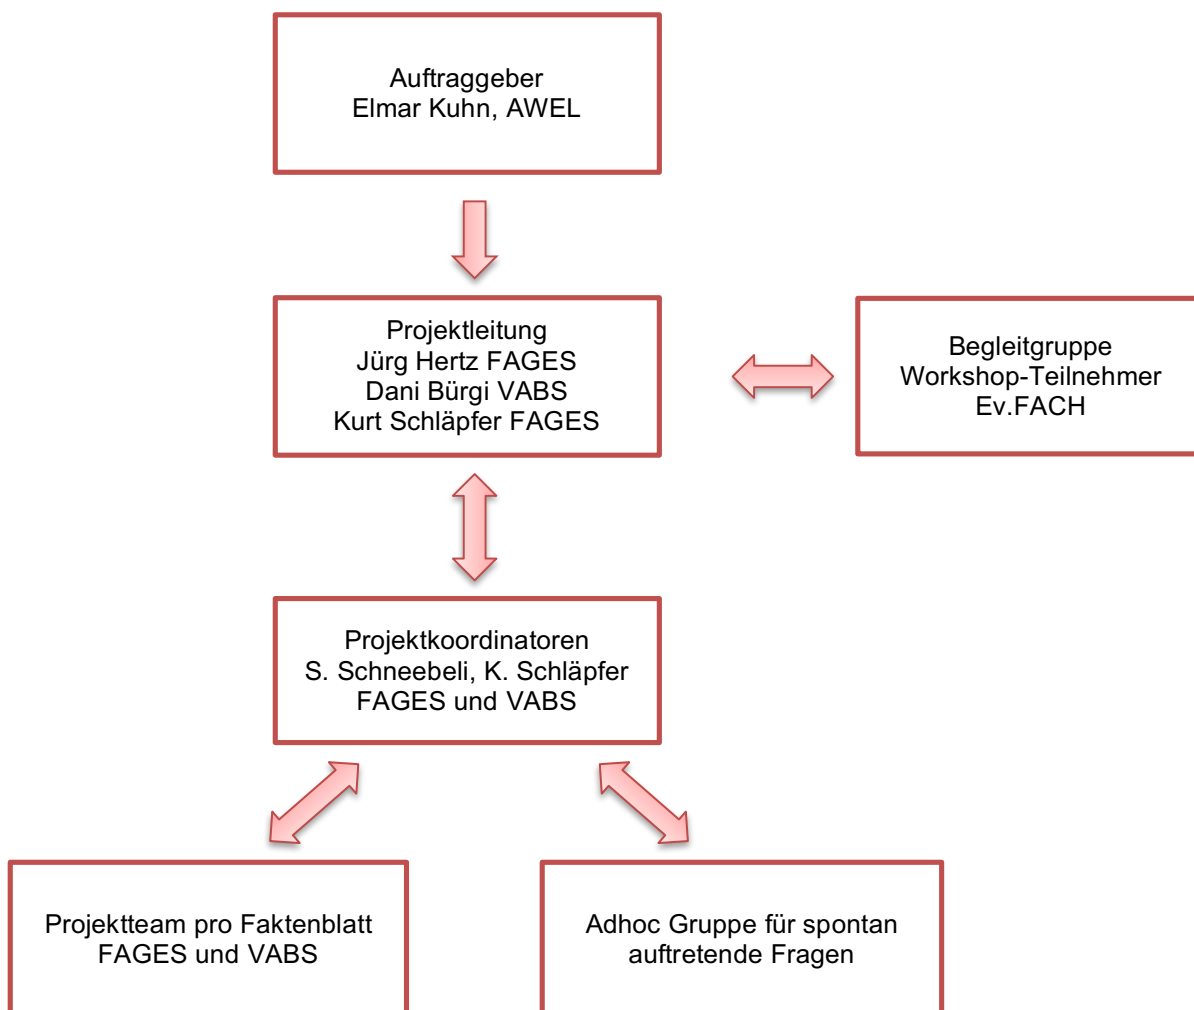 Auftraggeber
Elmar Kuhn, AWEL
Projektleitung
Jürg Hertz FAGES
Dani Bürgi VABS
Kurt Schläpfer FAGES
Begleitgruppe
Workshop-Teilnehmer
Ev.FACH
Projektkoordinatoren
S. Schneebeli, K. Schläpfer
FAGES und VABS
Projektteam pro Faktenblatt
FAGES und VABS
Adhoc Gruppe für spontan
auftretende Fragen